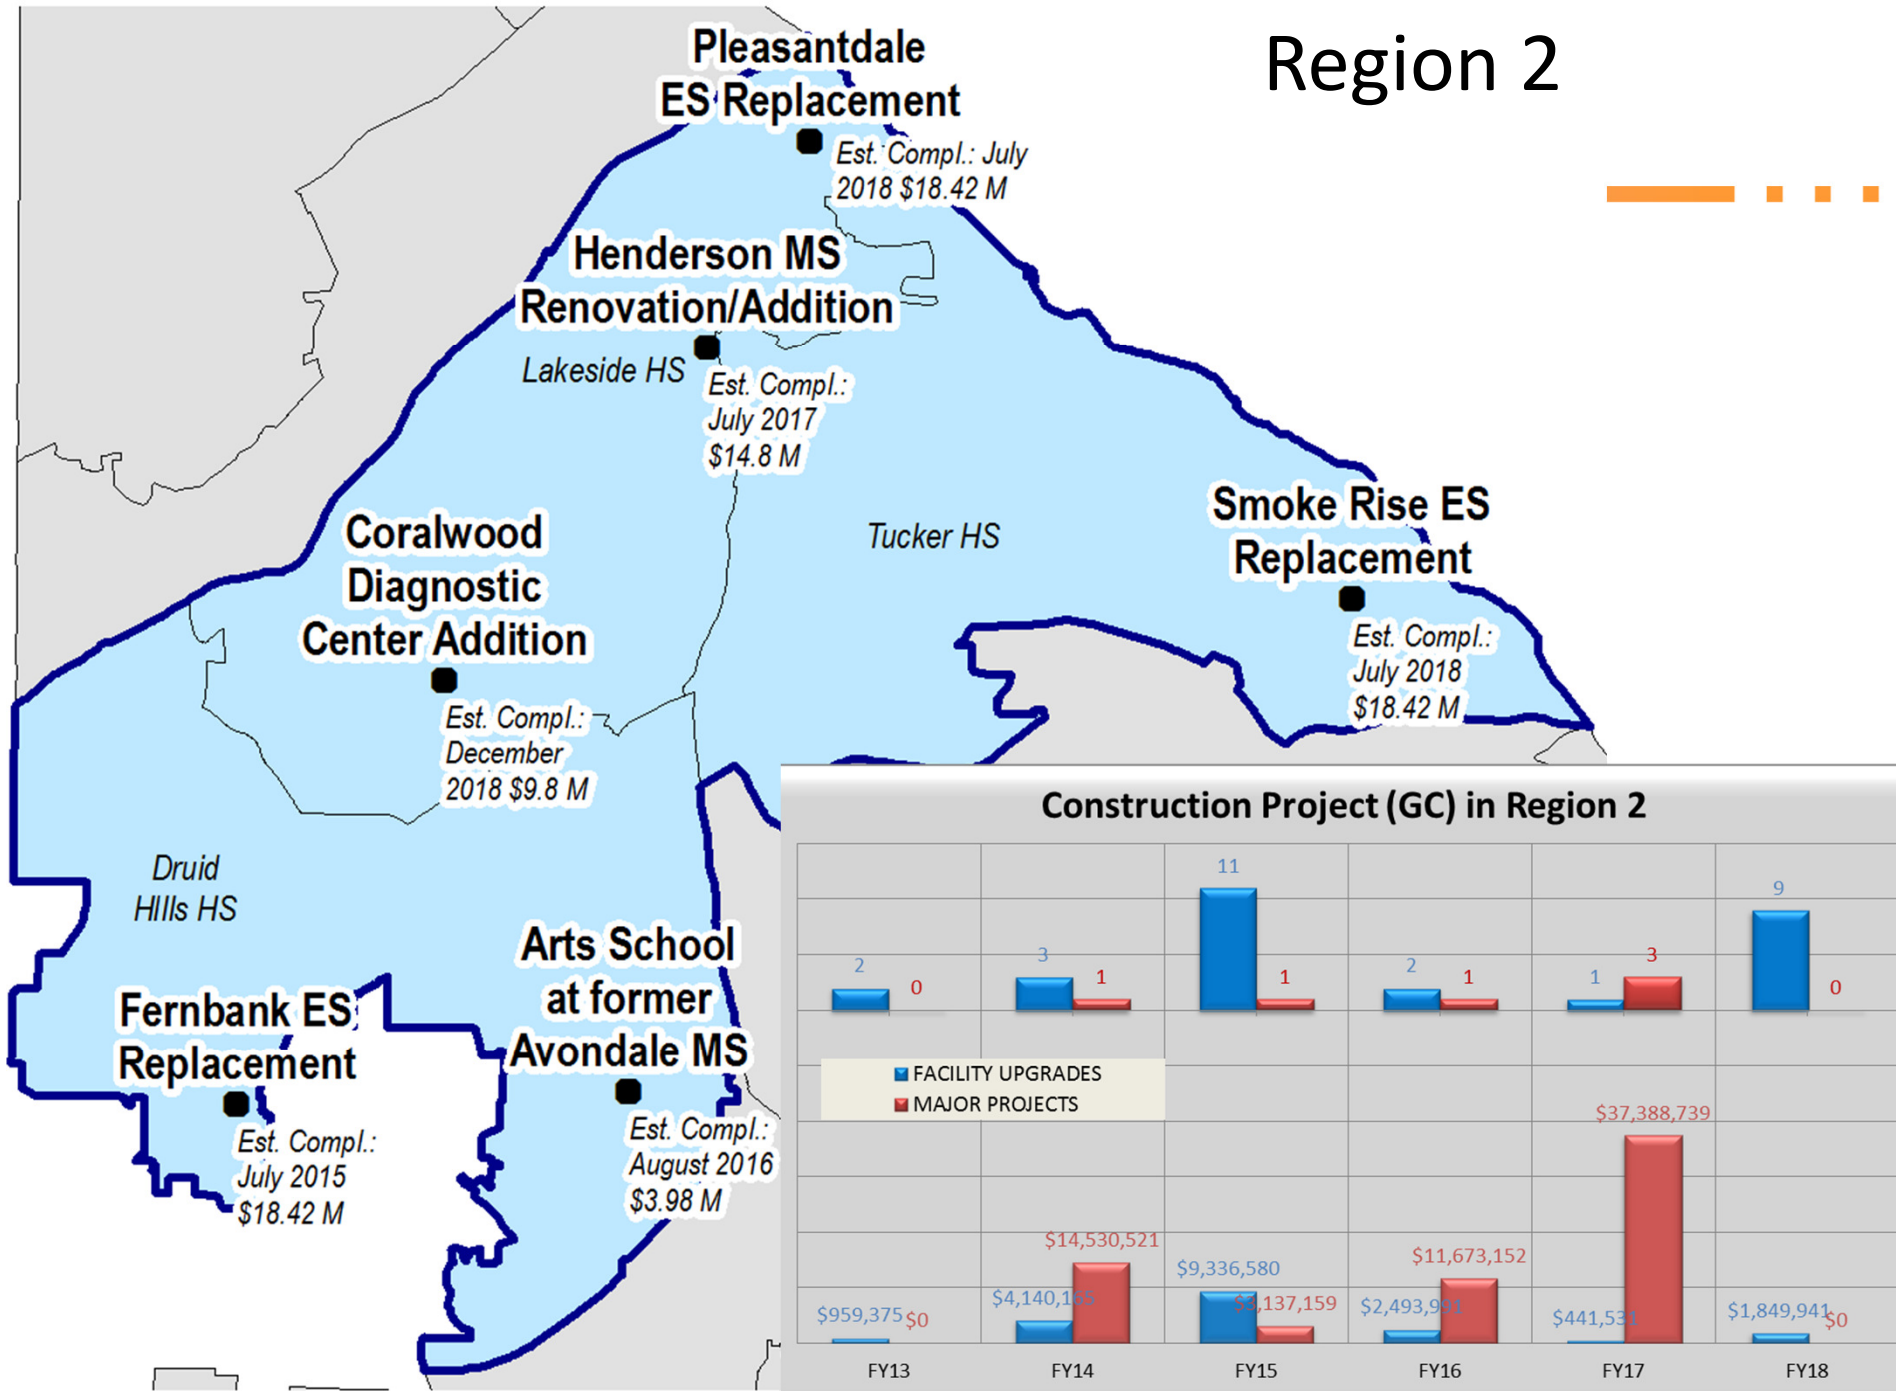 Region 2
Pleasantdale
ES Replacement
Est. Compl.: July
2018 $18.42 M
Henderson MS
Renovation/Addition
Lakeside HS
Est. Compl.:
July 2017
$14.8 M
Tucker HS
Smoke Rise ES
Replacement
Est. Compl.:
July 2018
$18.42 M
Coralwood
Diagnostic
Center Addition
Est. Compl.:
December
2018 $9.8 M
Druid
HIlls HS
Fernbank ES
Replacement
Est. Compl.:
July 2015
$18.42 M
Arts School
at former
Avondale MS
Est. Compl.:
August 2016
$3.98 M
Construction Project (GC) in Region 2
2 0 3 1 11 1 2 1 1 3 9 0
FACILITY UPGRADES
MAJOR PROJECTS
$959,375 $0 $4,140,165 $14,530,521 $9,336,580 $3,137,159 $2,493,991 $11,673,152 $441,531 $37,388,739 $1,849,941 $0
FY13 FY14 FY15 FY16 FY17 FY18